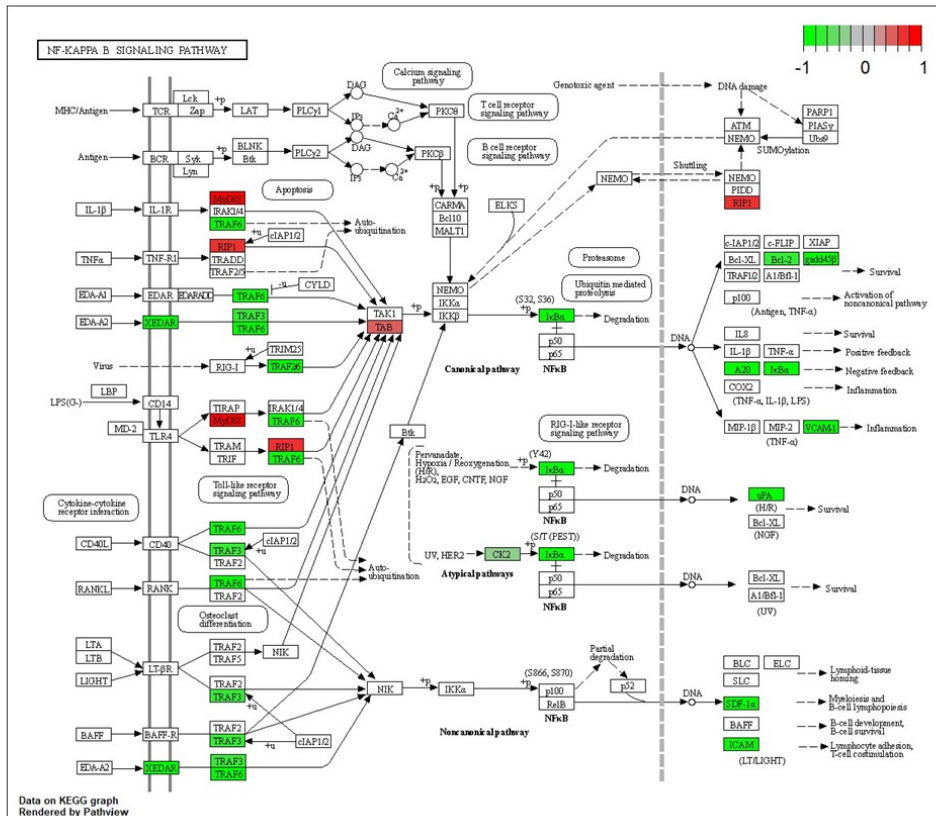 NF-KAPPA B SIGNALING PATHWAY
-1 0 1
Calcium signaling
pathway
DAG
Genotoxic agent
DNA damage
MHC/Antigen
TCR
Lck
Zap
+p
LAT
PLCγ1
IP3
Ca2+
PKCθ
T cell receptor
signaling pathway
ATM
NEMO
PARP1
PIASγ
Ubs9
SUMOylation
Antigen
BCR
Syk
Lyn
+p
BLNK
Btk
PLCγ2
DAG
IP3
Ca2+
PKCβ
B cell receptor
signaling pathway
Shuttling
NEMO
NEMO
PIDD
RIP1
+p
+p
Apoptosis
CARMA
Bcl10
MALT1
ELKS
IL-1β
IL-1R
MyD88
IRAK1/4
TRAF6
Auto-
ubiquitination
TNFα
TNF-R1
RIP1
TRADD
TRAF2/5
+u
cIAP1/2
Proteasome
Ubiquitin mediated
proteolysis
c-IAP1/2
c-FLIP
XIAP
Bcl-XL
Bcl-2
gadd45β
TRAF1/2
A1/Bfl-1
Survival
EDA-A1
EDAR
EDARADD
TRAF6
-u
CYLD
NEMO
IKKα
IKKβ
p100
Activation of
noncanonical pathway
(Antigen, TNF-α)
EDA-A2
XEDAR
TRAF3
TRAF6
TAK1
TAB
+p
+p
(S32, S36)
IκBα
p50
p65
NFκB
Degradation
Canonical pathway
DNA
IL8
Survival
IL-1β
TNF-α
Positive feedback
A20
IκBα
Negative feedback
COX2
Inflammation
(TNF-α, IL-1β, LPS)
Virus
RIG-I
+u
TRIM25
LBP
LPS(G-)
CD14
MD-2
TLR4
TIRAP
MyD88
IRAK1/4
TRAF6
TRAM
TRIF
RIP1
TRAF6
MIP-1β
MIP-2
VCAM-1
Inflammation
(TNF-α)
Btk
RIG-I-like receptor
signaling pathway
Pervanadate,
Hypoxia / Reoxygenation
(H/R)
H2O2, EGF, CNTF, NGF
+p
(Y42)
IκBα
p50
p65
NFκB
Degradation
DNA
uPA
(H/R)
Bcl-XL
(NGF)
Survival
Toll-like receptor
signaling pathway
Cytokine-cytokine
receptor interaction
CD40L
CD40
TRAF6
TRAF3
TRAF2
+u
cIAP1/2
Auto-
ubiquitination
UV, HER2
CK2
+p
(S/T (PEST))
IκBα
p50
p65
NFκB
Degradation
Atypical pathways
DNA
Bcl-XL
A1/Bfl-1
(UV)
Survival
RANKL
RANK
TRAF6
TRAF2
Osteoclast
differentiation
LTA
LTB
LIGHT
LT-βR
TRAF2
TRAF5
NIK
TRAF2
TRAF3
+u
NIK
+p
IKKα
+p
(S866, S870)
p100
RelB
NFκB
Partial
degradation
p52
Noncanonical pathway
DNA
BLC
ELC
SLC
Lymphoid-tissue
homing
SDF-1α
Myeloiesis and
B-cell lymphopoiesis
BAFF
B-cell development,
B-cell survival
ICAM
Lymphocyte adhesion,
T-cell costimulation
(LT/LIGHT)
BAFF
BAFF-R
TRAF2
TRAF3
+u
cIAP1/2
EDA-A2
XEDAR
TRAF3
TRAF6
Data on KEGG graph
Rendered by Pathview